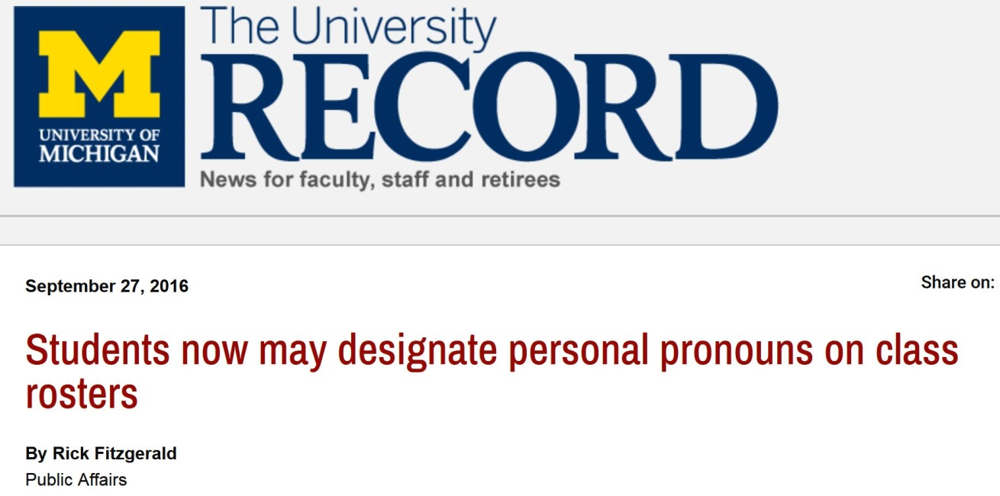 M
UNIVERSITY OF
MICHIGAN
The University
RECORD
News for faculty, staff and retirees
September 27, 2016
Share on:
Students now may designate personal pronouns on class
rosters
By Rick Fitzgerald
Public Affairs